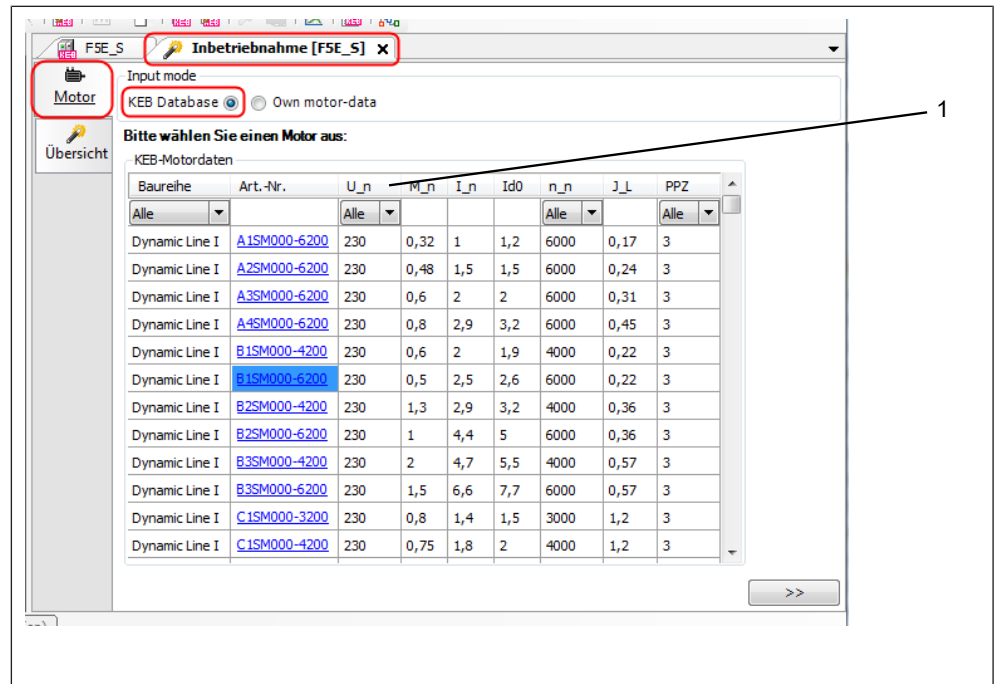 F5E_S Inbetriebnahme [F5E_S] x
Motor
Übersicht
Input mode
KEB Database Own motor-data
1
Bitte wählen Sie einen Motor aus:
KEB-Motordaten
Baureihe Art.-Nr. U_n M_n I_n Id0 n_n J_L PPZ
Alle Alle Alle Alle
Dynamic Line I A1SM000-6200 230 0,32 1 1,2 6000 0,17 3
Dynamic Line I A2SM000-6200 230 0,48 1,5 1,5 6000 0,24 3
Dynamic Line I A3SM000-6200 230 0,6 2 2 6000 0,31 3
Dynamic Line I A4SM000-6200 230 0,8 2,9 3,2 6000 0,45 3
Dynamic Line I B1SM000-4200 230 0,6 2 1,9 4000 0,22 3
Dynamic Line I B1SM000-6200 230 0,5 2,5 2,6 6000 0,22 3
Dynamic Line I B2SM000-4200 230 1,3 2,9 3,2 4000 0,36 3
Dynamic Line I B2SM000-6200 230 1 4,4 5 6000 0,36 3
Dynamic Line I B3SM000-4200 230 2 4,7 5,5 4000 0,57 3
Dynamic Line I B3SM000-6200 230 1,5 6,6 7,7 6000 0,57 3
Dynamic Line I C1SM000-3200 230 0,8 1,4 1,5 3000 1,2 3
Dynamic Line I C1SM000-4200 230 0,75 1,8 2 4000 1,2 3
>>